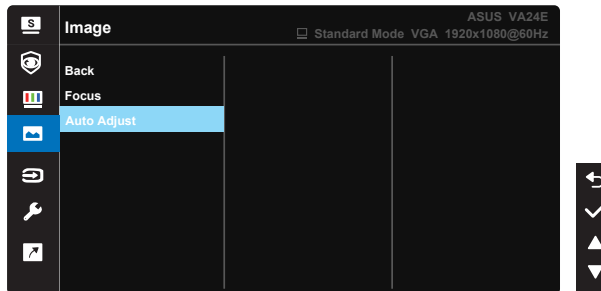 S
Image
ASUS VA24E
Standard Mode VGA 1920x1080@60Hz
Back
Focus
Auto Adjust